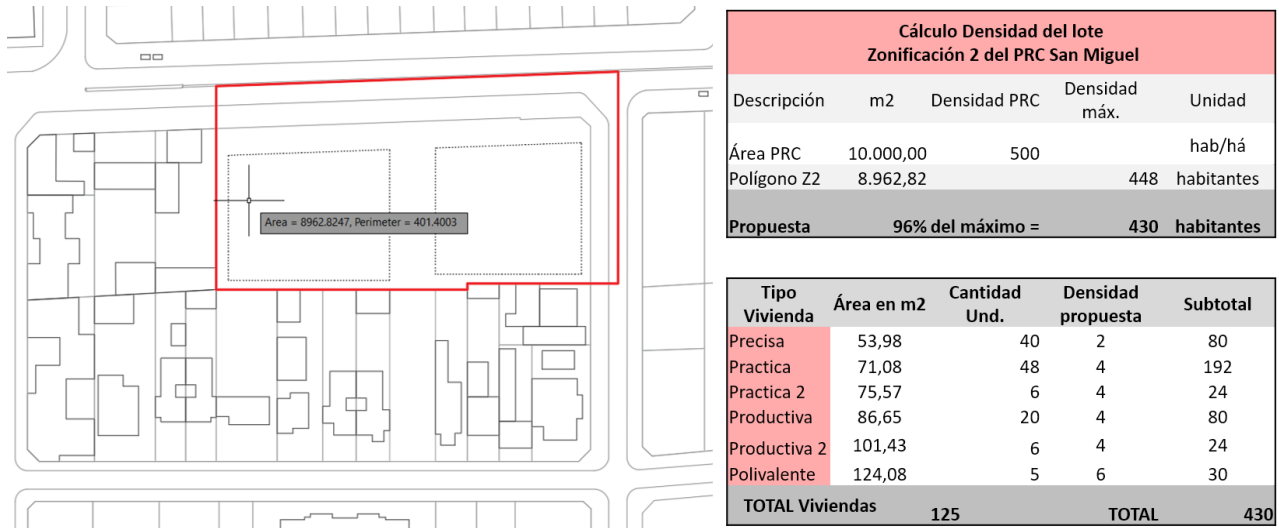 Area = 8962.8247, Perimeter = 401.4003
Cálculo Densidad del lote
Zonificación 2 del PRC San Miguel
Descripción m2 Densidad PRC Densidad máx. Unidad
Área PRC 10.000,00 500 hab/há
Polígono Z2 8.962,82 448 habitantes
Propuesta 96% del máximo = 430 habitantes
Tipo Vivienda Área en m2 Cantidad Und. Densidad propuesta Subtotal
Precisa 53,98 40 2 80
Practica 71,08 48 4 192
Practica 2 75,57 6 4 24
Productiva 86,65 20 4 80
Productiva 2 101,43 6 4 24
Polivalente 124,08 5 6 30
TOTAL Viviendas 125 TOTAL 430